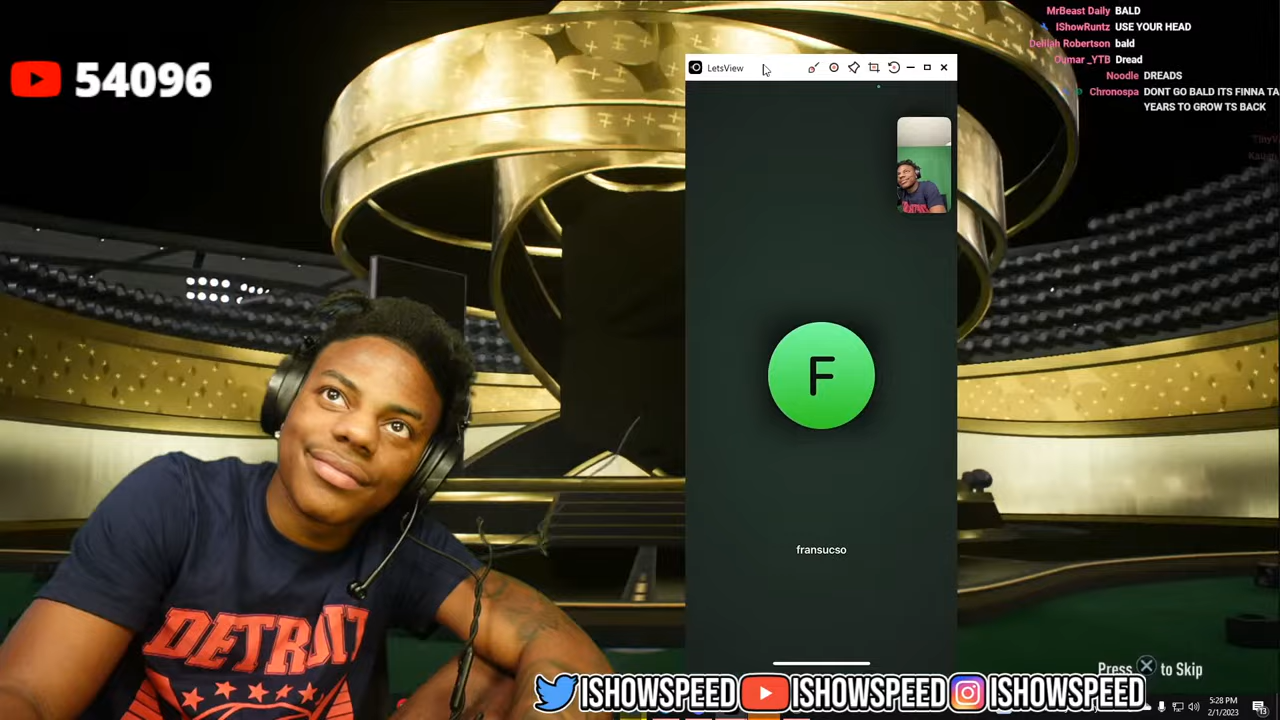 54096
MrBeast Daily BALD
IShowRuntz USE YOUR HEAD
Delilah Robertson bald
Oumar_YTB Dread
Noodle DREADS
Chronospa DONT GO BALD ITS FINNA TA
YEARS TO GROW TS BACK
LetsView
F
fransucso
DETROIT
Press X to Skip
ISHOWSPEED ISHOWSPEED ISHOWSPEED
5:28 PM
2/1/2023